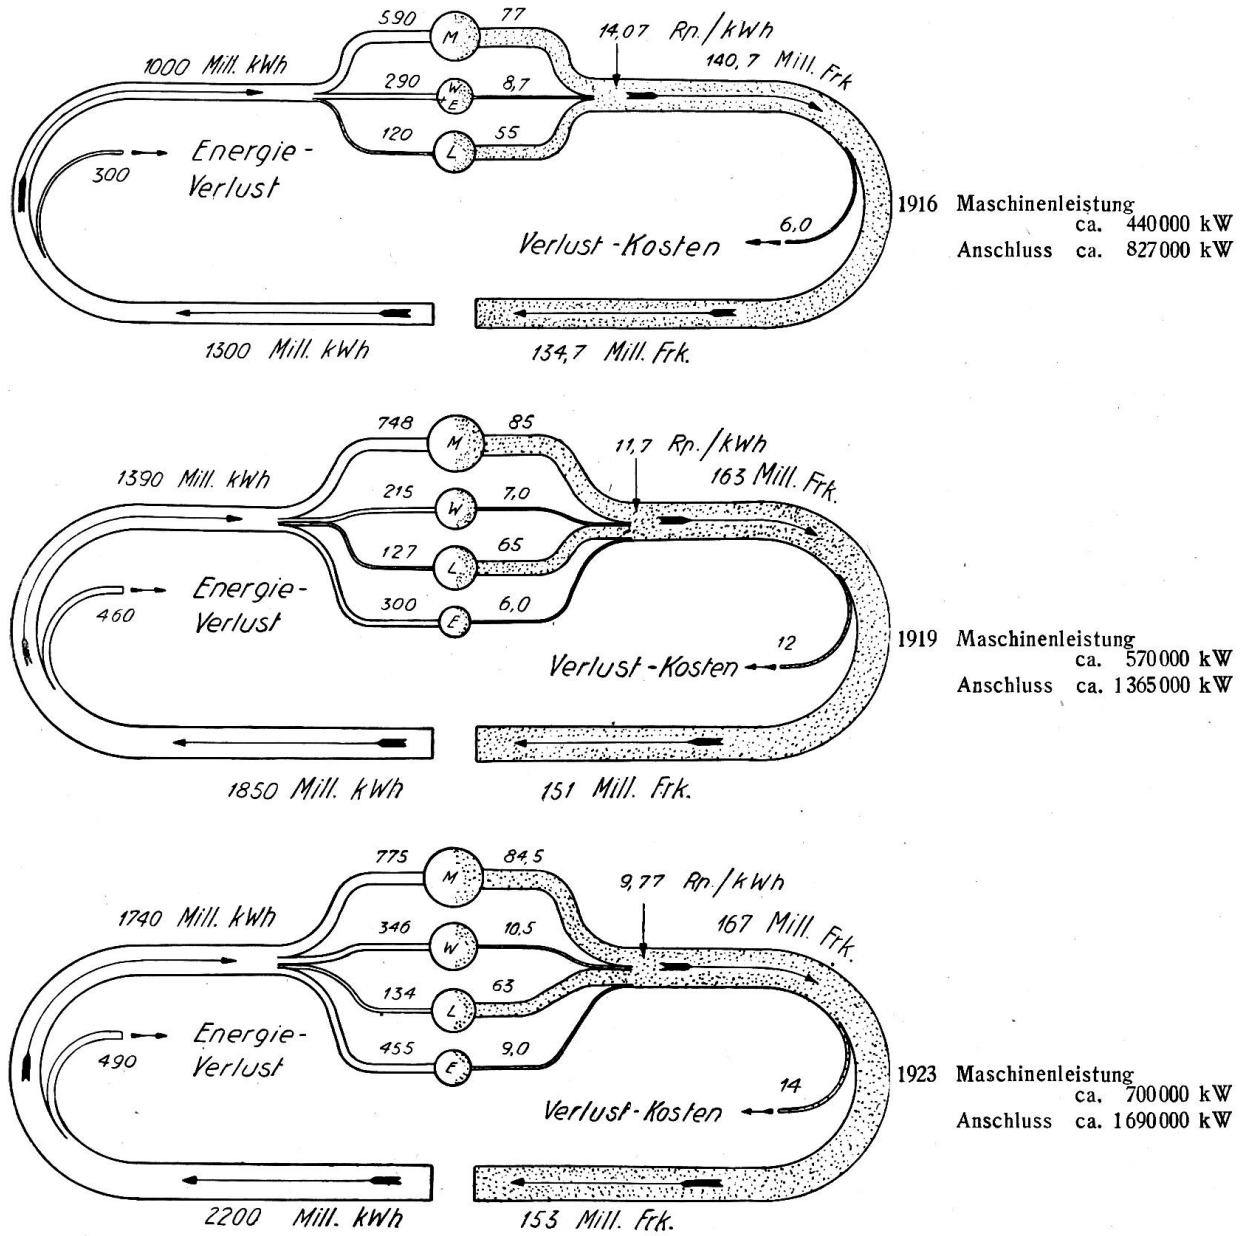 590 77
14,07 Rp./kWh
1000 Mill. kWh
M
140,7 Mill. Frk
290 W+E 8,7
120 L 55
300
Energie-
Verlust
Verlust-Kosten
6,0
1300 Mill. kWh
134,7 Mill. Frk.
1916 Maschinenleistung
ca. 440000 kW
Anschluss ca. 827000 kW
748 M 85
11,7 Rp./kWh
1390 Mill. kWh
163 Mill. Frk.
215 W 7,0
127 L 65
300 E 6,0
460
Energie-
Verlust
Verlust-Kosten
12
1850 Mill. kWh
151 Mill. Frk.
1919 Maschinenleistung
ca. 570000 kW
Anschluss ca. 1365000 kW
775 M 84,5
9,77 Rp./kWh
1740 Mill. kWh
167 Mill. Frk.
346 W 10,5
134 L 63
455 E 9,0
490
Energie-
Verlust
Verlust-Kosten
14
2200 Mill. kWh
153 Mill. Frk.
1923 Maschinenleistung
ca. 700000 kW
Anschluss ca. 1690000 kW